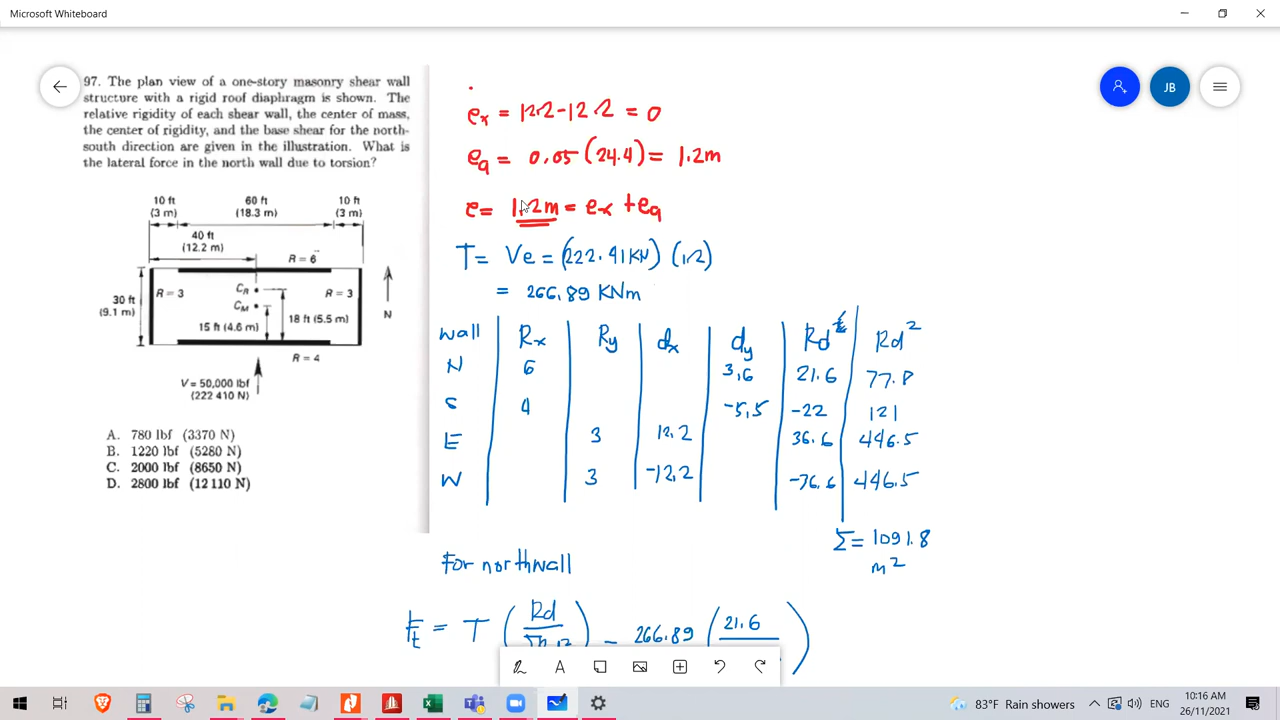 Microsoft Whiteboard
97. The plan view of a one-story masonry shear wall
structure with a rigid roof diaphragm is shown. The
relative rigidity of each shear wall, the center of mass,
the center of rigidity, and the base shear for the north-
south direction are given in the illustration. What is
the lateral force in the north wall due to torsion?
10 ft 60 ft 10 ft
(3 m) (18.3 m) (3 m)
40 ft
(12.2 m)
R = 6
30 ft
(9.1 m)
R = 3
CR
CM
R = 3
15 ft (4.6 m)
18 ft (5.5 m)
N
R = 4
V = 50,000 lbf
(222 410 N)
A. 780 lbf (3370 N)
B. 1220 lbf (5280 N)
C. 2000 lbf (8650 N)
D. 2800 lbf (12 110 N)
ex = 12.2-12.2 = 0
eq = 0.05 (24.4) = 1.2m
e = 1.2m = ex + eq
T = Ve = (222.41KN) (1.2)
= 266.89 KNm
wall Rx Ry dx dy Rd Rd²
N 6 3.6 21.6 77.8
S 4 -5.5 -22 121
E 3 12.2 36.6 446.5
W 3 -12.2 -36.6 446.5
Σ = 1091.8
m²
For north wall
Ft = T (Rd = 266.89 (21.6
JB
83°F Rain showers
ENG
10:16 AM
26/11/2021